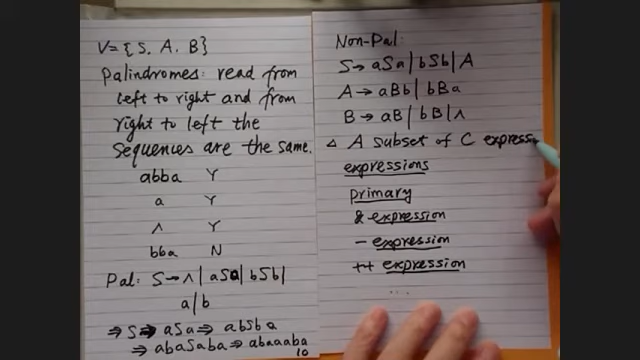 V = { S, A, B }
palindromes: read from
left to right and from
right to left the
sequences are the same.
abba Y
a Y
Λ Y
bba N
Pal: S → Λ | aSa | bSb |
a | b
⇒ S ⇒ aSa ⇒ abSba
⇒ abaSaba ⇒ abaaaba
10
Non-Pal:
S → aSa | bSb | A
A → aBb | bBa
B → aB | bB | Λ
△ A subset of C express
expressions
primary
& expression
- expression
++ expression
...